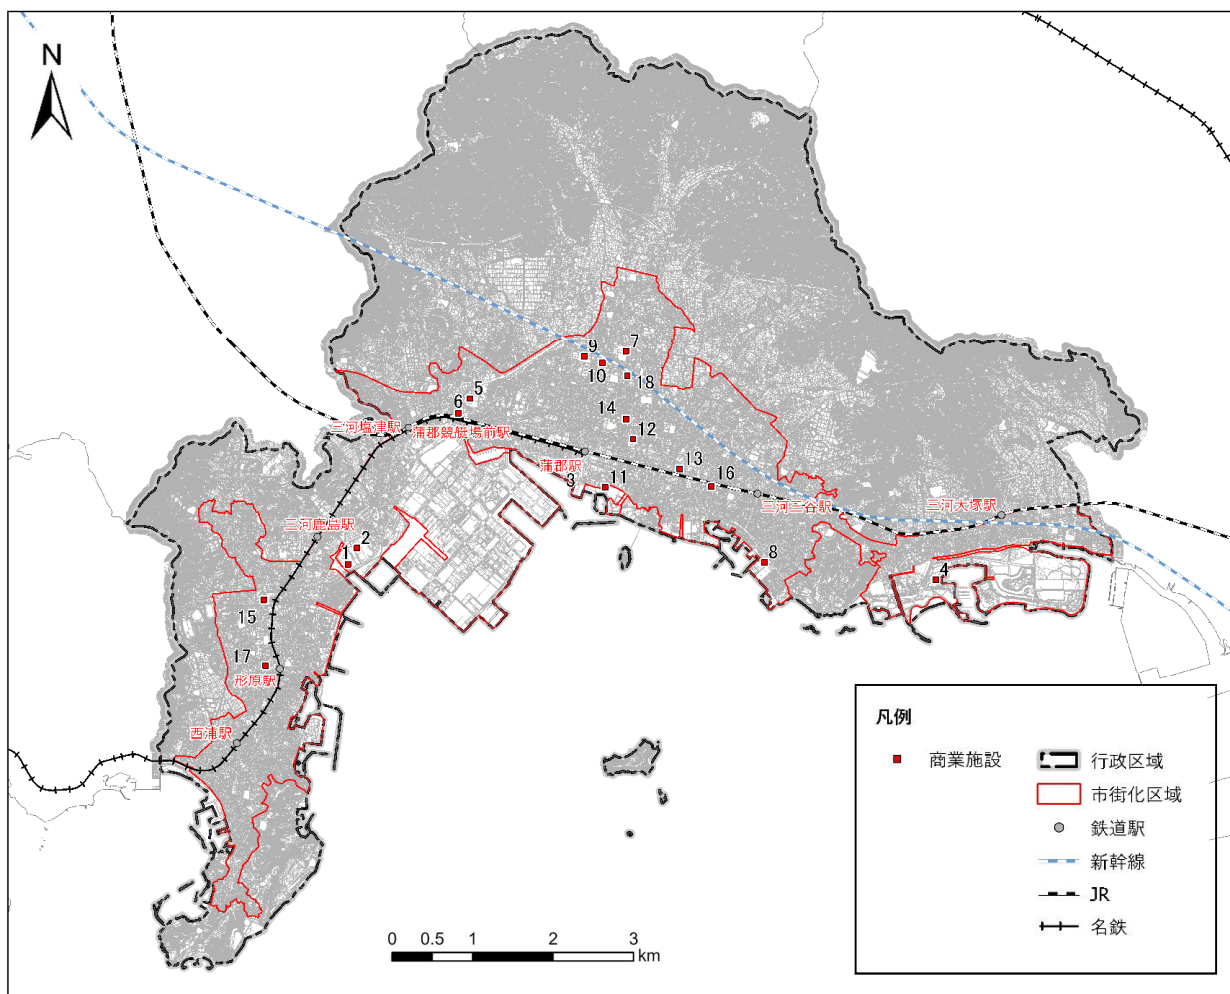 N
9
7
10
18
5
6
14
三河塩津駅
蒲郡競艇場前駅
12
蒲郡駅
13
3
11
16
三河三谷駅
三河大塚駅
三河鹿島駅
2
1
8
4
15
17
形原駅
西浦駅
凡例
商業施設
行政区域
市街化区域
鉄道駅
新幹線
JR
名鉄
0 0.5 1 2 3
km